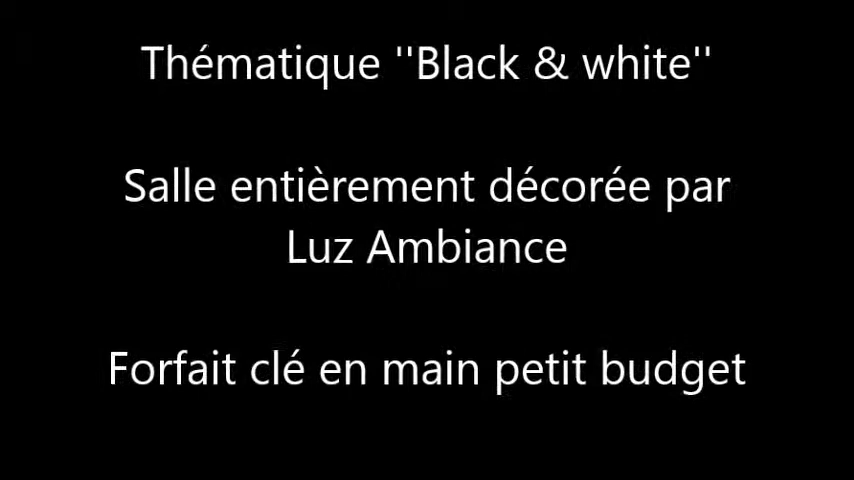 Thématique ''Black & white''
Salle entièrement décorée par
Luz Ambiance
Forfait clé en main petit budget